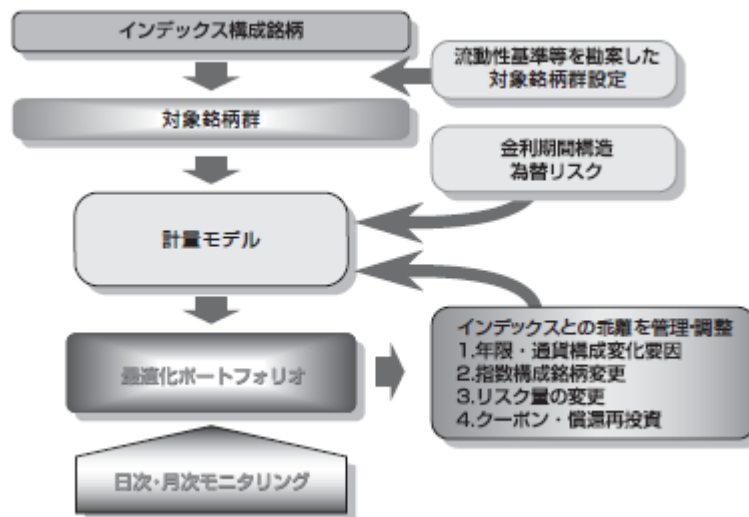 インデックス構成銘柄
流動性基準等を勘案した
対象銘柄群設定
対象銘柄群
金利期間構造
為替リスク
計量モデル
インデックスとの乖離を管理・調整
1.年限・通貨構成変化要因
2.指数構成銘柄変更
3.リスク量の変更
4.クーポン・償還再投資
最適化ポートフォリオ
日次・月次モニタリング